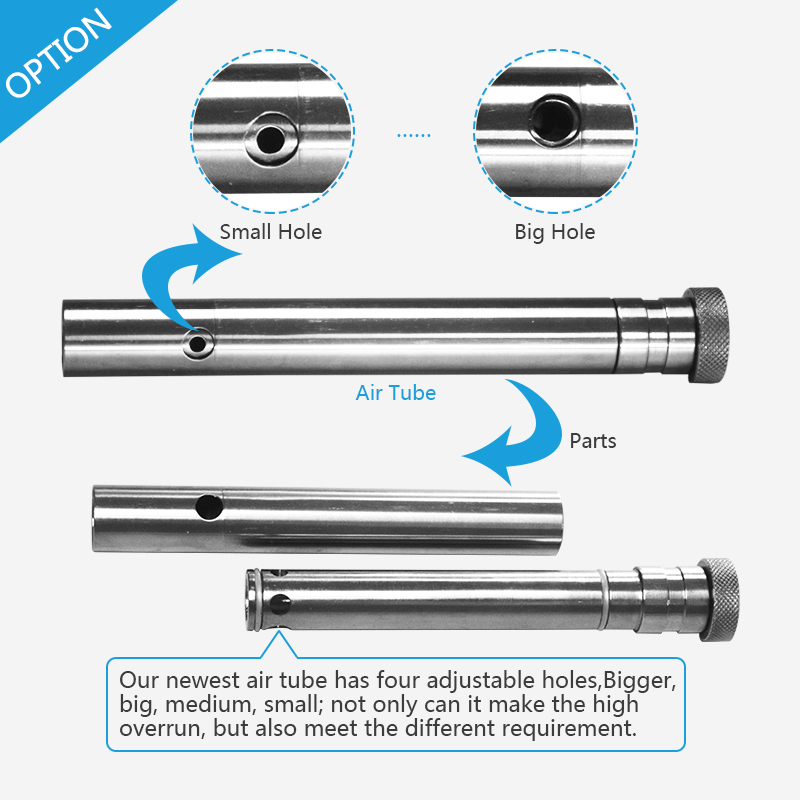 OPTION
......
Small Hole
Big Hole
Air Tube
Parts
Our newest air tube has four adjustable holes,Bigger,
big, medium, small; not only can it make the high
overrun, but also meet the different requirement.